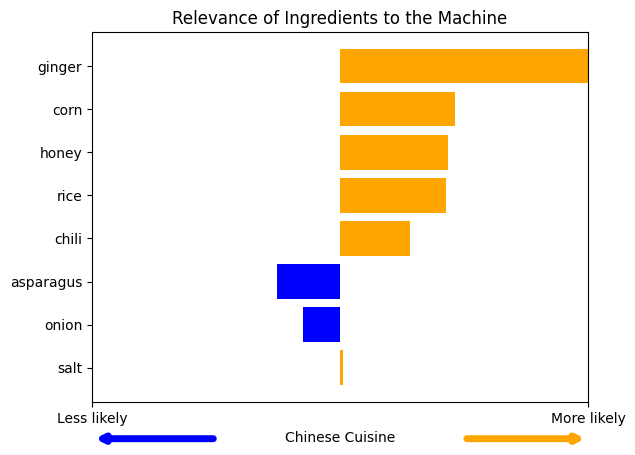 Relevance of Ingredients to the Machine
ginger
corn
honey
rice
chili
asparagus
onion
salt
Less likely
More likely
Chinese Cuisine